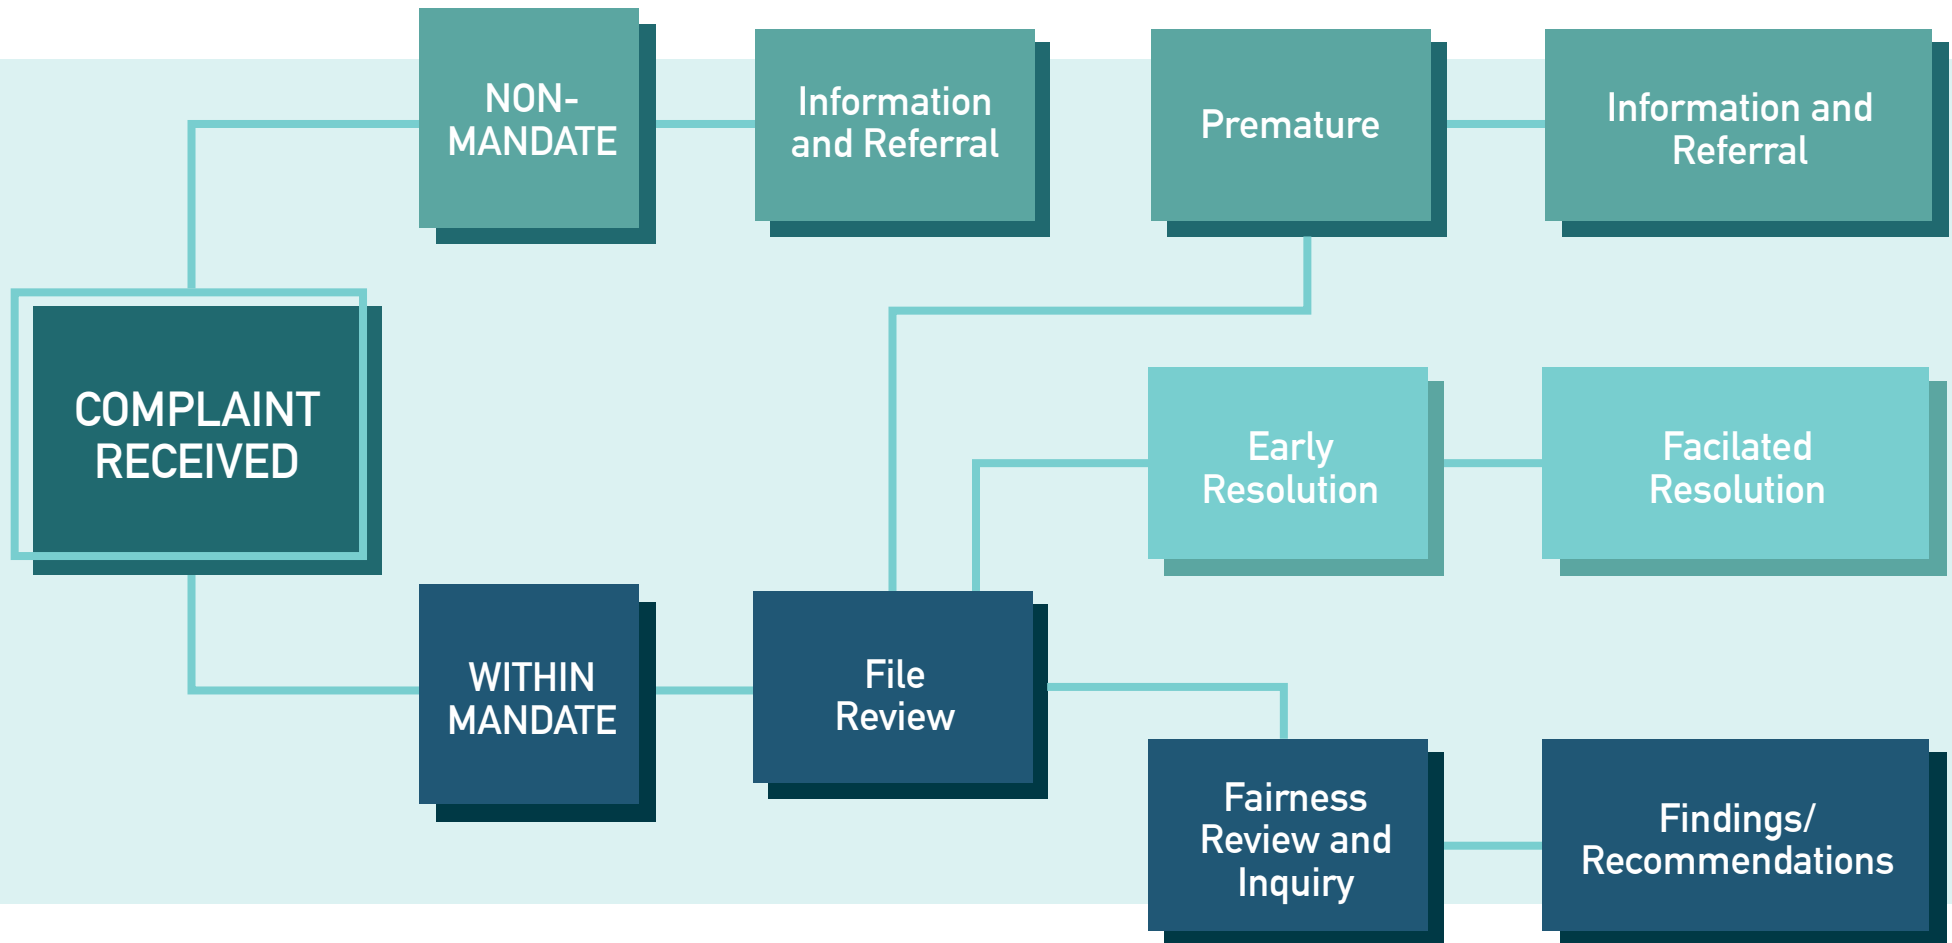 NON-
MANDATE
Information
and Referral
Premature
Information and
Referral
COMPLAINT
RECEIVED
Early
Resolution
Facilated
Resolution
WITHIN
MANDATE
File
Review
Fairness
Review and
Inquiry
Findings/
Recommendations